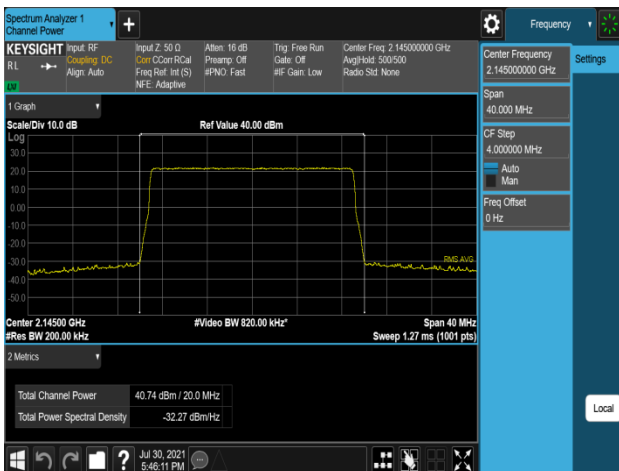 Spectrum Analyzer 1
Channel Power
Frequency
KEYSIGHT
RL
LV
Input: RF
Coupling: DC
Align: Auto
Input Z: 50 Ω
Corr CCorr RCal
Freq Ref: Int (S)
NFE: Adaptive
Atten: 16 dB
Preamp: Off
#PNO: Fast
Trig: Free Run
Gate: Off
#IF Gain: Low
Center Freq: 2.145000000 GHz
Avg|Hold: 500/500
Radio Std: None
Center Frequency
2.145000000 GHz
Settings
Span
40.000 MHz
CF Step
4.000000 MHz
Auto
Man
Freq Offset
0 Hz
1 Graph
Scale/Div 10.0 dB
Ref Value 40.00 dBm
Log
30.0
20.0
10.0
0.00
-10.0
-20.0
-30.0
-40.0
-50.0
RMS AVG
Center 2.14500 GHz
#Video BW 820.00 kHz*
Span 40 MHz
#Res BW 200.00 kHz
Sweep 1.27 ms (1001 pts)
2 Metrics
Total Channel Power
40.74 dBm / 20.0 MHz
Total Power Spectral Density
-32.27 dBm/Hz
Local
?
Jul 30, 2021
5:46:11 PM